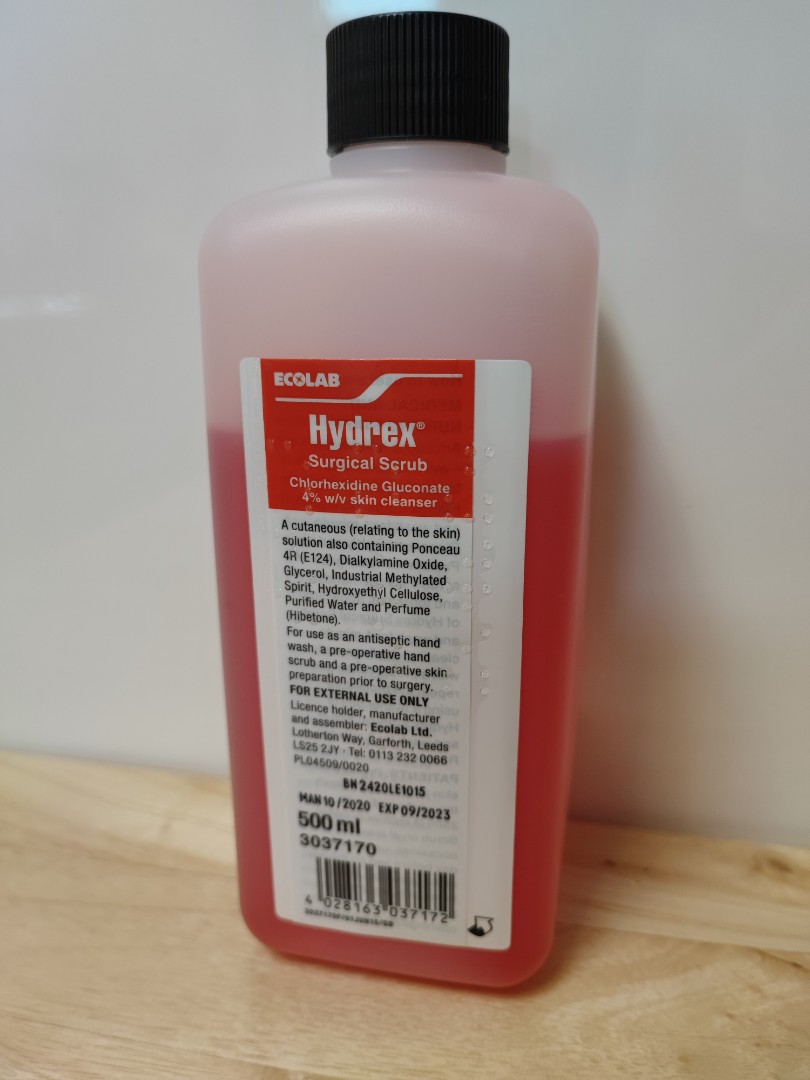 ECOLAB
Hydrex®
Surgical Scrub
Chlorhexidine Gluconate
4% w/v skin cleanser
A cutaneous (relating to the skin)
solution also containing Ponceau
4R (E124), Dialkylamine Oxide,
Glycerol, Industrial Methylated
Spirit, Hydroxyethyl Cellulose,
Purified Water and Perfume
(Hibetone).
For use as an antiseptic hand
wash, a pre-operative hand
scrub and a pre-operative skin
preparation prior to surgery.
FOR EXTERNAL USE ONLY
Licence holder, manufacturer
and assembler: Ecolab Ltd.
Lotherton Way, Garforth, Leeds
LS25 2JY · Tel: 0113 232 0066
PL04509/0020
BN 2420LE1015
MAN 10/2020 EXP 09/2023
500 ml
3037170
4 028163 037172